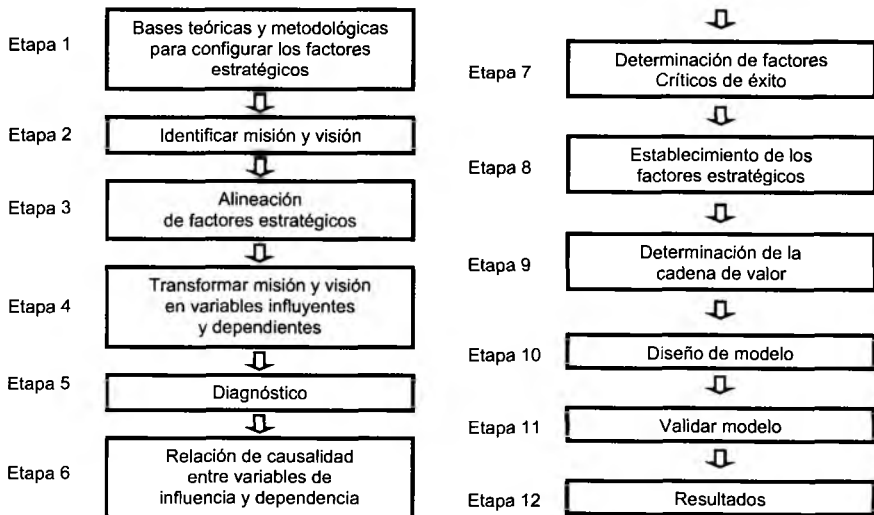 Etapa 1
Bases teóricas y metodológicas
para configurar los factores
estratégicos
Etapa 2
Identificar misión y visión
Etapa 3
Alineación
de factores estratégicos
Etapa 4
Transformar misión y visión
en variables influyentes
y dependientes
Etapa 5
Diagnóstico
Etapa 6
Relación de causalidad
entre variables de
influencia y dependencia
Etapa 7
Determinación de factores
Críticos de éxito
Etapa 8
Establecimiento de los
factores estratégicos
Etapa 9
Determinación de la
cadena de valor
Etapa 10
Diseño de modelo
Etapa 11
Validar modelo
Etapa 12
Resultados